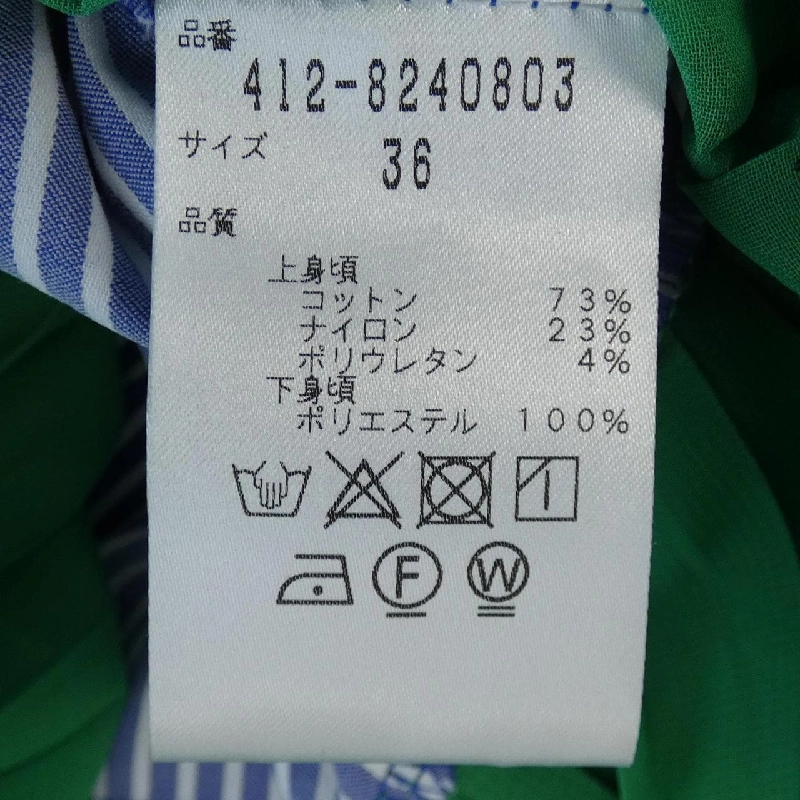 品番
412-8240803
サイズ 36
品質
上身頃
コットン 73%
ナイロン 23%
ポリウレタン 4%
下身頃
ポリエステル 100%
F W